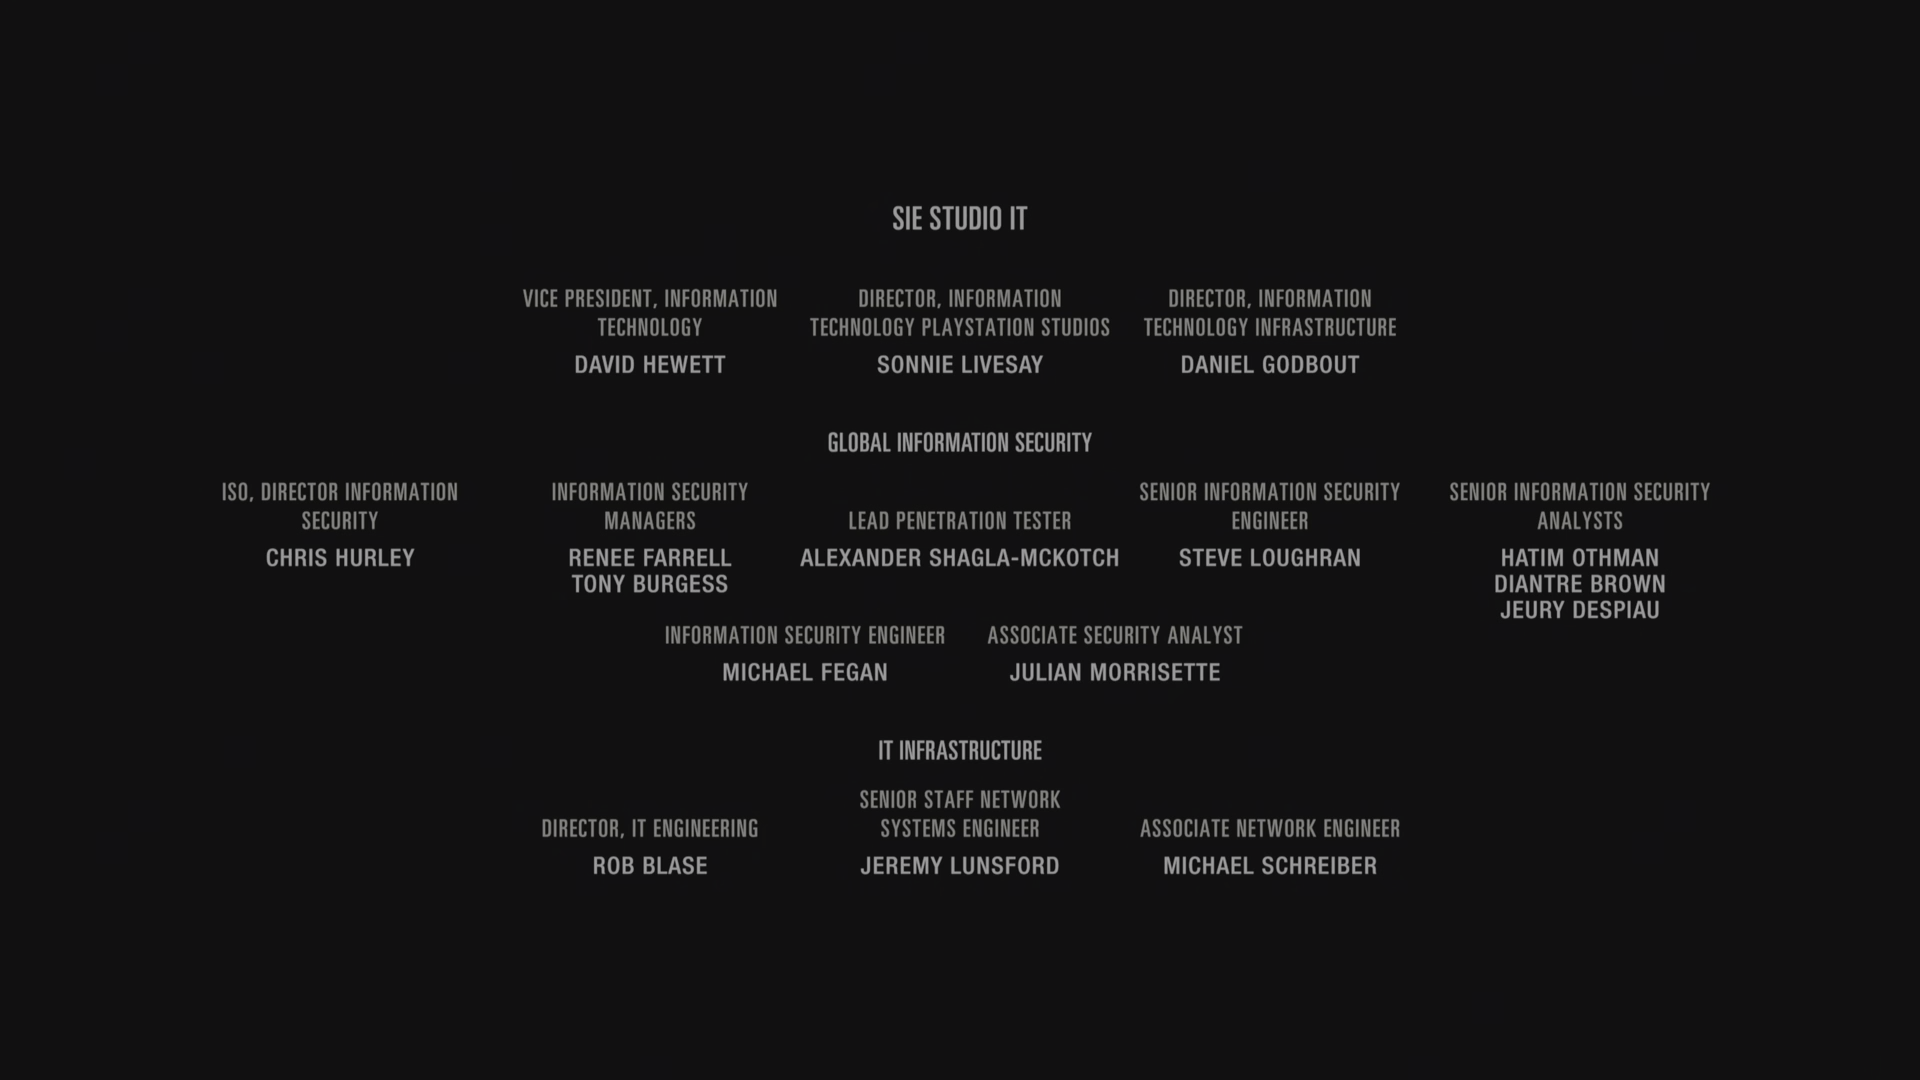 SIE STUDIO IT
VICE PRESIDENT, INFORMATION
TECHNOLOGY
DAVID HEWETT
DIRECTOR, INFORMATION
TECHNOLOGY PLAYSTATION STUDIOS
SONNIE LIVESAY
DIRECTOR, INFORMATION
TECHNOLOGY INFRASTRUCTURE
DANIEL GODBOUT
GLOBAL INFORMATION SECURITY
ISO, DIRECTOR INFORMATION
SECURITY
CHRIS HURLEY
INFORMATION SECURITY
MANAGERS
RENEE FARRELL
TONY BURGESS
LEAD PENETRATION TESTER
ALEXANDER SHAGLA-MCKOTCH
SENIOR INFORMATION SECURITY
ENGINEER
STEVE LOUGHRAN
SENIOR INFORMATION SECURITY
ANALYSTS
HATIM OTHMAN
DIANTRE BROWN
JEURY DESPIAU
INFORMATION SECURITY ENGINEER
MICHAEL FEGAN
ASSOCIATE SECURITY ANALYST
JULIAN MORRISETTE
IT INFRASTRUCTURE
DIRECTOR, IT ENGINEERING
ROB BLASE
SENIOR STAFF NETWORK
SYSTEMS ENGINEER
JEREMY LUNSFORD
ASSOCIATE NETWORK ENGINEER
MICHAEL SCHREIBER